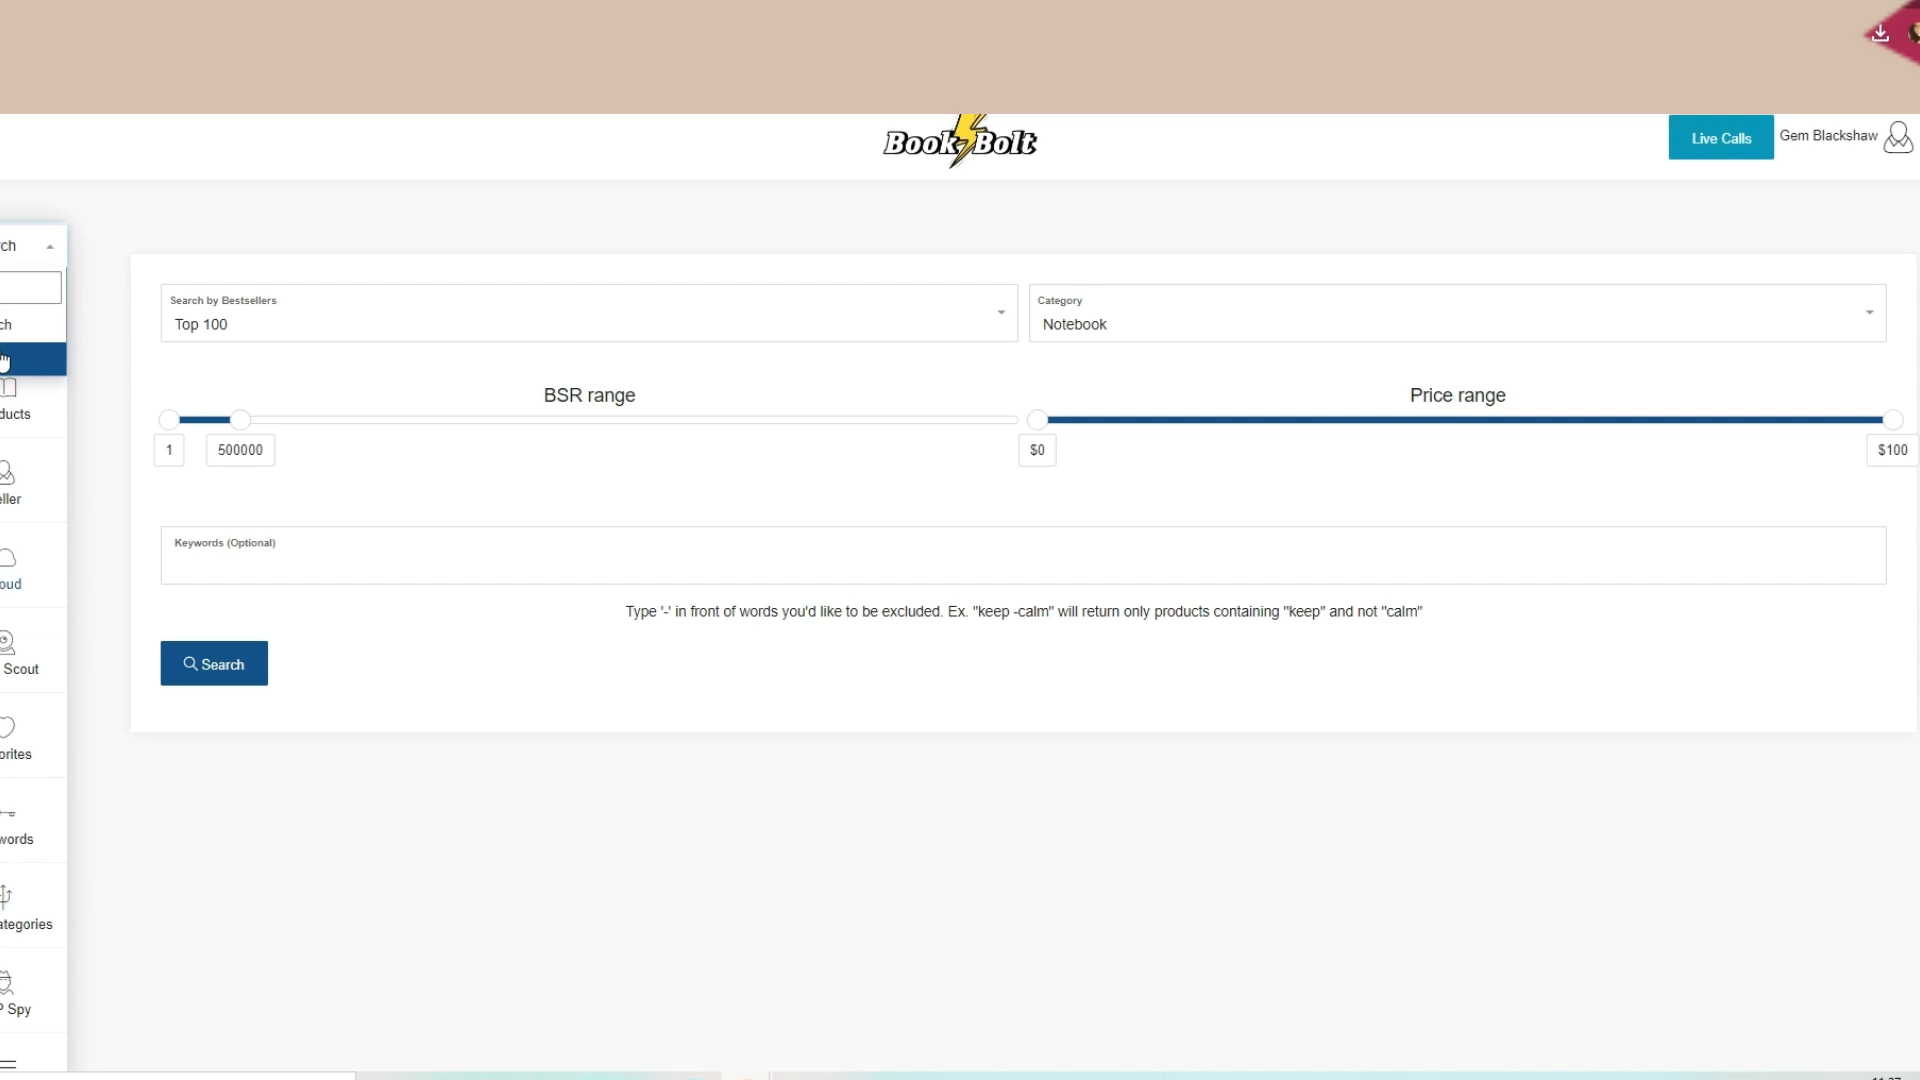 Book Bolt
Live Calls
Gem Blackshaw
ch
Search by Bestsellers
Top 100
Category
Notebook
ch
ducts
BSR range
Price range
1
500000
$0
$100
eller
Keywords (Optional)
oud
Type '-' in front of words you'd like to be excluded. Ex. "keep -calm" will return only products containing "keep" and not "calm"
Search
Scout
orites
words
ategories
P Spy